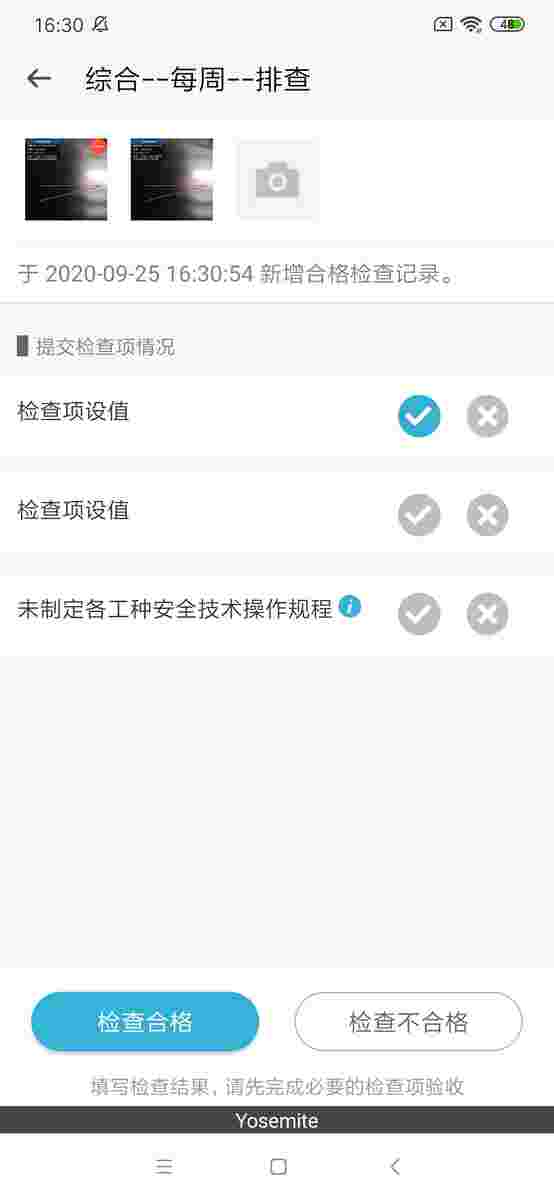 16:30
48
综合--每周--排查
于 2020-09-25 16:30:54 新增合格检查记录。
提交检查项情况
检查项设值
检查项设值
未制定各工种安全技术操作规程
检查合格
检查不合格
填写检查结果,请先完成必要的检查项验收
Yosemite